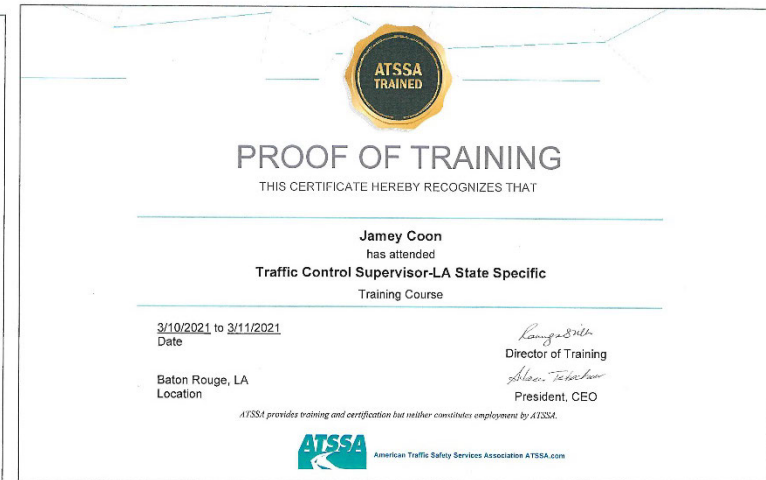 ATSSA
TRAINED
PROOF OF TRAINING
THIS CERTIFICATE HEREBY RECOGNIZES THAT
Jamey Coon
has attended
Traffic Control Supervisor-LA State Specific
Training Course
3/10/2021 to 3/11/2021
Date
Director of Training
Baton Rouge, LA
Location
President, CEO
ATSSA provides training and certification but neither constitutes employment by ATSSA.
ATSSA
American Traffic Safety Services Association ATSSA.com